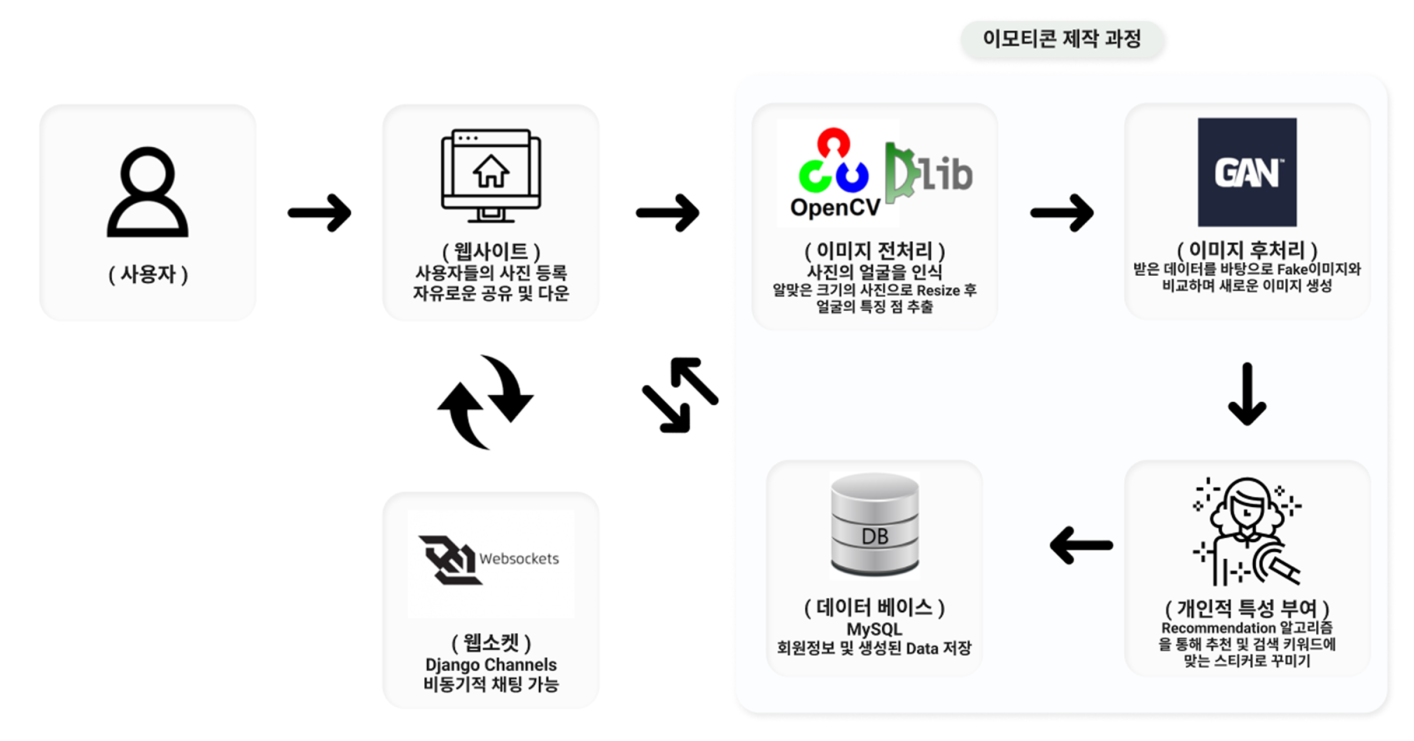 이모티콘 제작 과정
( 사용자 )
( 웹사이트 )
사용자들의 사진 등록
자유로운 공유 및 다운
OpenCV
Dlib
( 이미지 전처리 )
사진의 얼굴을 인식
알맞은 크기의 사진으로 Resize 후
얼굴의 특징 점 추출
GAN™
( 이미지 후처리 )
받은 데이터를 바탕으로 Fake이미지와
비교하며 새로운 이미지 생성
Websockets
( 웹소켓 )
Django Channels
비동기적 채팅 가능
DB
( 데이터 베이스 )
MySQL
회원정보 및 생성된 Data 저장
( 개인적 특성 부여 )
Recommendation 알고리즘
을 통해 추천 및 검색 키워드에
맞는 스티커로 꾸미기